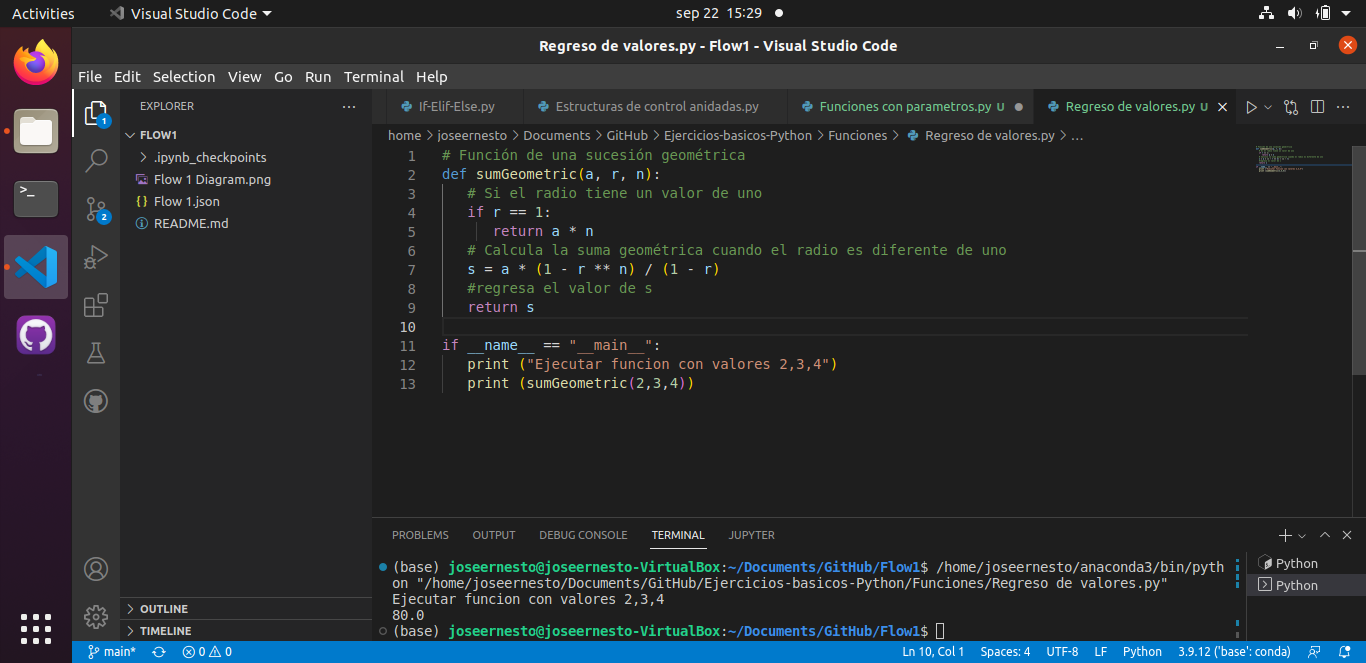 Activities Visual Studio Code sep 22 15:29
Regreso de valores.py - Flow1 - Visual Studio Code
File Edit Selection View Go Run Terminal Help
EXPLORER
FLOW1
.ipynb_checkpoints
Flow 1 Diagram.png
{} Flow 1.json
README.md
OUTLINE
TIMELINE
1
2
If-Elif-Else.py Estructuras de control anidadas.py Funciones con parametros.py U Regreso de valores.py U
home > joseernesto > Documents > GitHub > Ejercicios-basicos-Python > Funciones > Regreso de valores.py > ...
1 # Función de una sucesión geométrica
2 def sumGeometric(a, r, n):
3 # Si el radio tiene un valor de uno
4 if r == 1:
5 return a * n
6 # Calcula la suma geométrica cuando el radio es diferente de uno
7 s = a * (1 - r ** n) / (1 - r)
8 #regresa el valor de s
9 return s
10
11 if __name__ == "__main__":
12 print ("Ejecutar funcion con valores 2,3,4")
13 print (sumGeometric(2,3,4))
PROBLEMS OUTPUT DEBUG CONSOLE TERMINAL JUPYTER
(base) joseernesto@joseernesto-VirtualBox:~/Documents/GitHub/Flow1$ /home/joseernesto/anaconda3/bin/pyth
on "/home/joseernesto/Documents/GitHub/Ejercicios-basicos-Python/Funciones/Regreso de valores.py"
Ejecutar funcion con valores 2,3,4
80.0
(base) joseernesto@joseernesto-VirtualBox:~/Documents/GitHub/Flow1$
Python
Python
main* 0 0 Ln 10, Col 1 Spaces: 4 UTF-8 LF Python 3.9.12 ('base': conda)